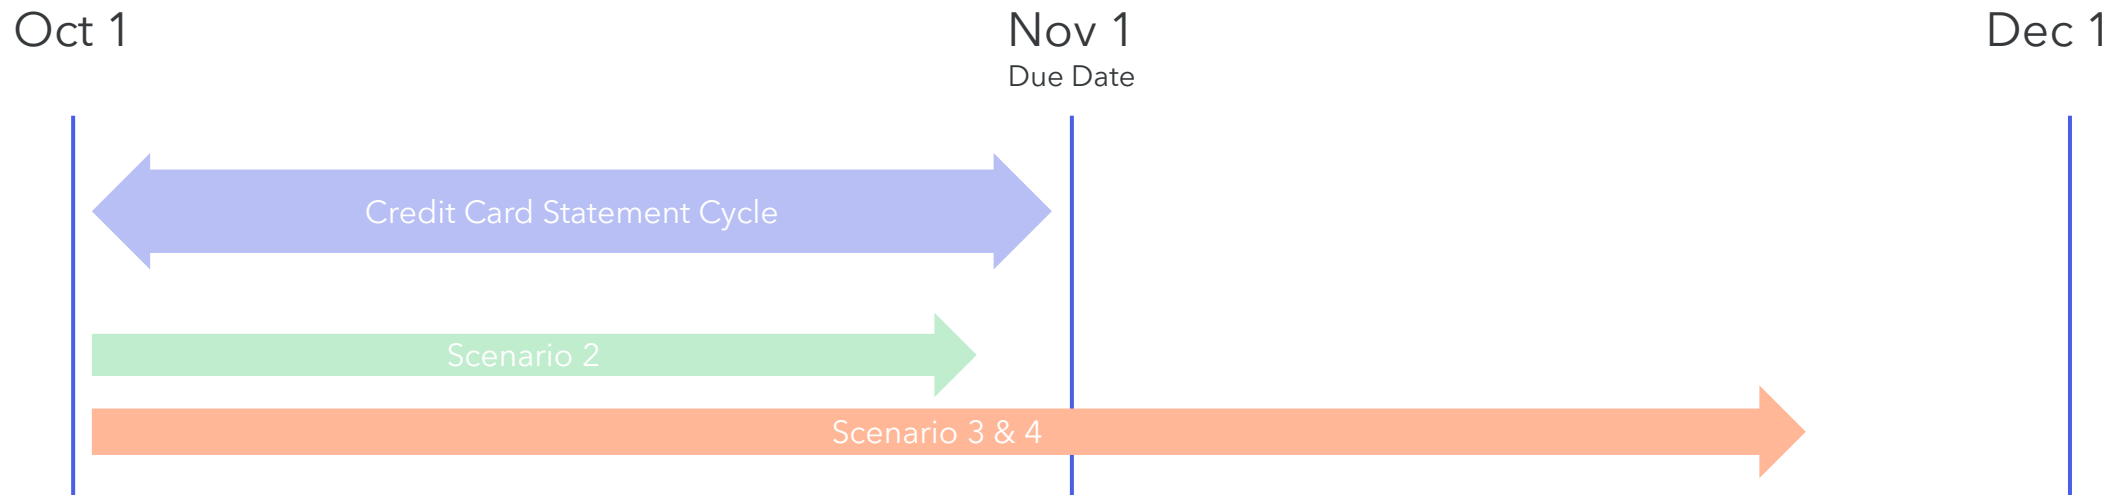 Oct 1
Nov 1
Due Date
Dec 1
Credit Card Statement Cycle
Scenario 2
Scenario 3 & 4